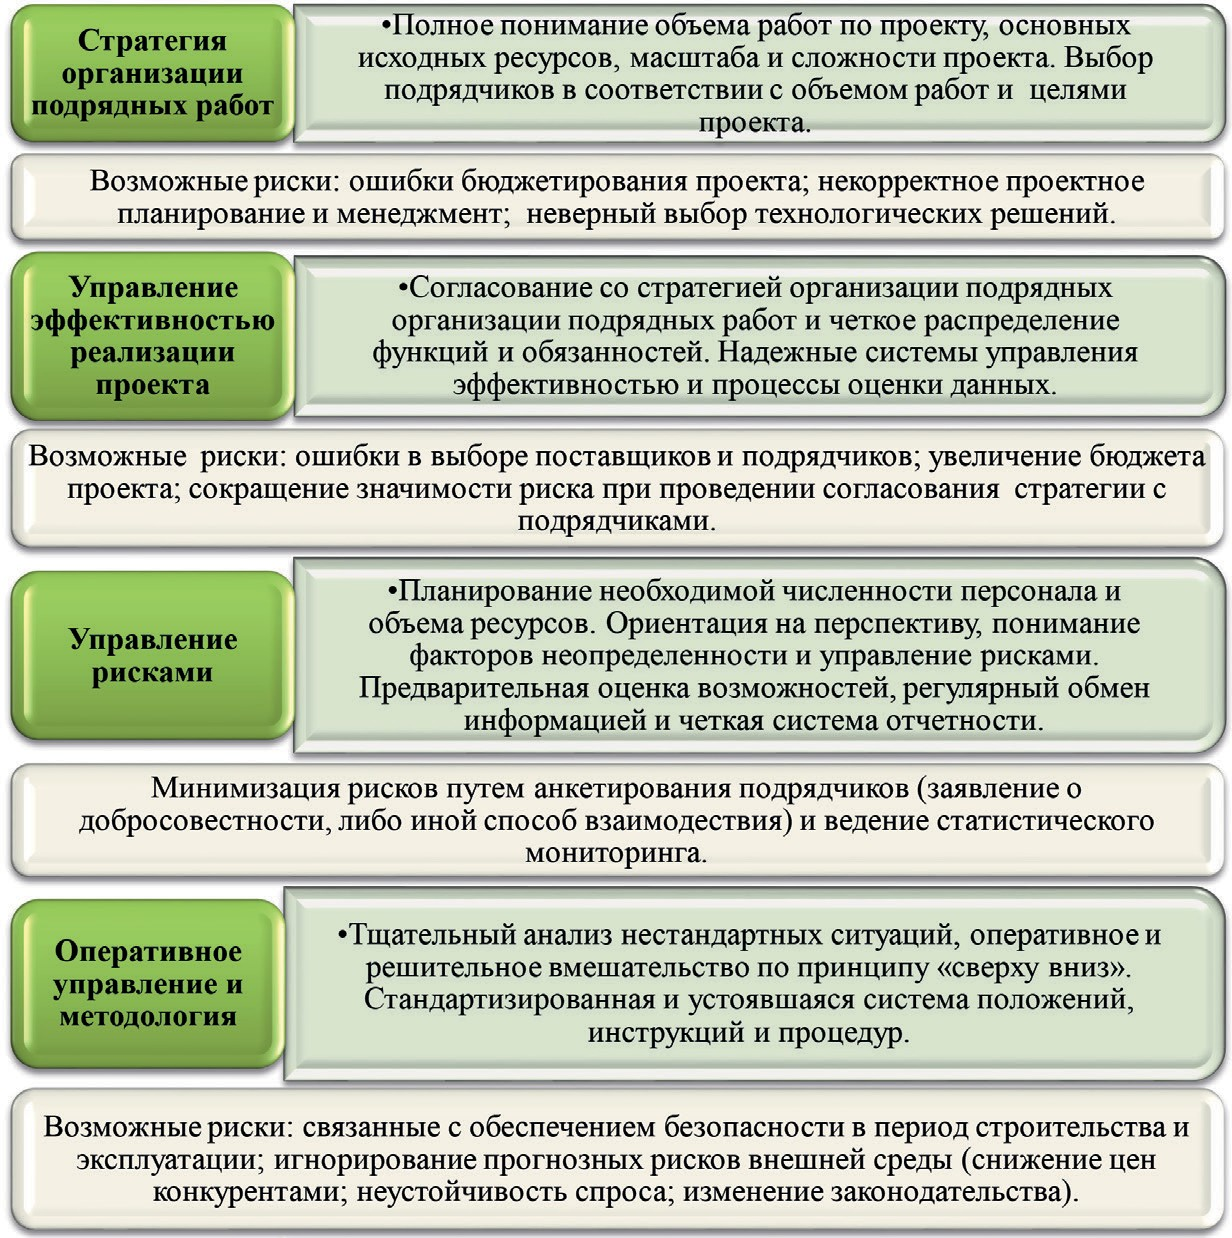 Стратегия
организации
подрядных работ
•Полное понимание объема работ по проекту, основных
исходных ресурсов, масштаба и сложности проекта. Выбор
подрядчиков в соответствии с объемом работ и целями
проекта.
Возможные риски: ошибки бюджетирования проекта; некорректное проектное
планирование и менеджмент; неверный выбор технологических решений.
Управление
эффективностью
реализации
проекта
•Согласование со стратегией организации подрядных
организации подрядных работ и четкое распределение
функций и обязанностей. Надежные системы управления
эффективностью и процессы оценки данных.
Возможные риски: ошибки в выборе поставщиков и подрядчиков; увеличение бюджета
проекта; сокращение значимости риска при проведении согласования стратегии с
подрядчиками.
Управление
рисками
•Планирование необходимой численности персонала и
объема ресурсов. Ориентация на перспективу, понимание
факторов неопределенности и управление рисками.
Предварительная оценка возможностей, регулярный обмен
информацией и четкая система отчетности.
Минимизация рисков путем анкетирования подрядчиков (заявление о
добросовестности, либо иной способ взаимодествия) и ведение статистического
мониторинга.
Оперативное
управление и
методология
•Тщательный анализ нестандартных ситуаций, оперативное и
решительное вмешательство по принципу «сверху вниз».
Стандартизированная и устоявшаяся система положений,
инструкций и процедур.
Возможные риски: связанные с обеспечением безопасности в период строительства и
эксплуатации; игнорирование прогнозных рисков внешней среды (снижение цен
конкурентами; неустойчивость спроса; изменение законодательства).